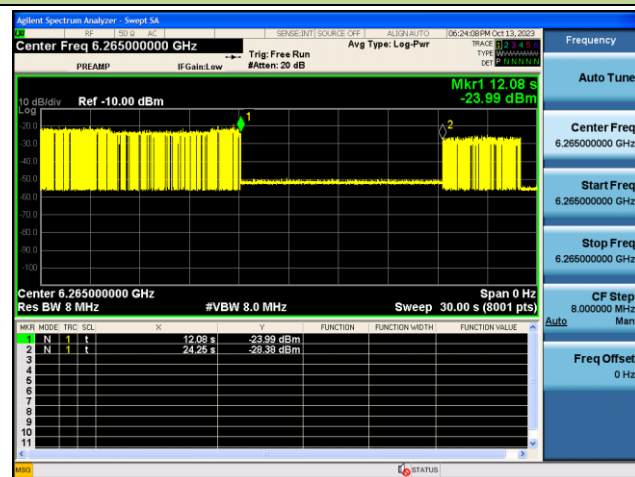 Agilent Spectrum Analyzer - Swept SA
RF 50 Ω AC SENSE:INT SOURCE OFF ALIGN AUTO 06:24:08PM Oct 13, 2023
Center Freq 6.265000000 GHz
PREAMP IFGain:Low
Trig: Free Run
#Atten: 20 dB
Avg Type: Log-Pwr
TRACE 1 2 3 4 5 6
TYPE
DET P N N N N N
Mkr1 12.08 s
-23.99 dBm
10 dB/div Ref -10.00 dBm
Log
1
2
-20.0
-30.0
-40.0
-50.0
-60.0
-70.0
-80.0
-90.0
-100
Center 6.265000000 GHz Span 0 Hz
Res BW 8 MHz #VBW 8.0 MHz Sweep 30.00 s (8001 pts)
MKR MODE TRC SCL X Y FUNCTION FUNCTION WIDTH FUNCTION VALUE
1 N 1 t 12.08 s -23.99 dBm
2 N 1 t 24.25 s -28.38 dBm
3
4
5
6
7
8
9
10
11
MSG STATUS
Frequency
Auto Tune
Center Freq
6.265000000 GHz
Start Freq
6.265000000 GHz
Stop Freq
6.265000000 GHz
CF Step
8.000000 MHz
Auto Man
Freq Offset
0 Hz